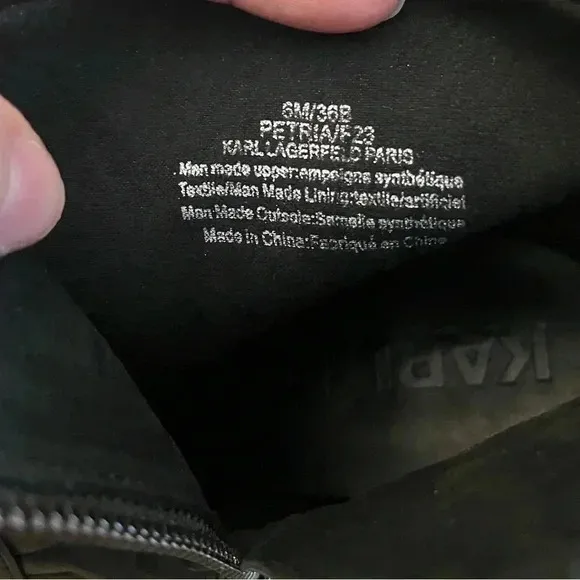 6M/36B
PETRIA/F23
KARL LAGERFELD PARIS
Man made upper:empeigne synthétique
Textile/Man Made Lining:textile/artificiel
Man Made Outsole:Semelle synthétique
Made in China:Fabriqué en Chine
KARL